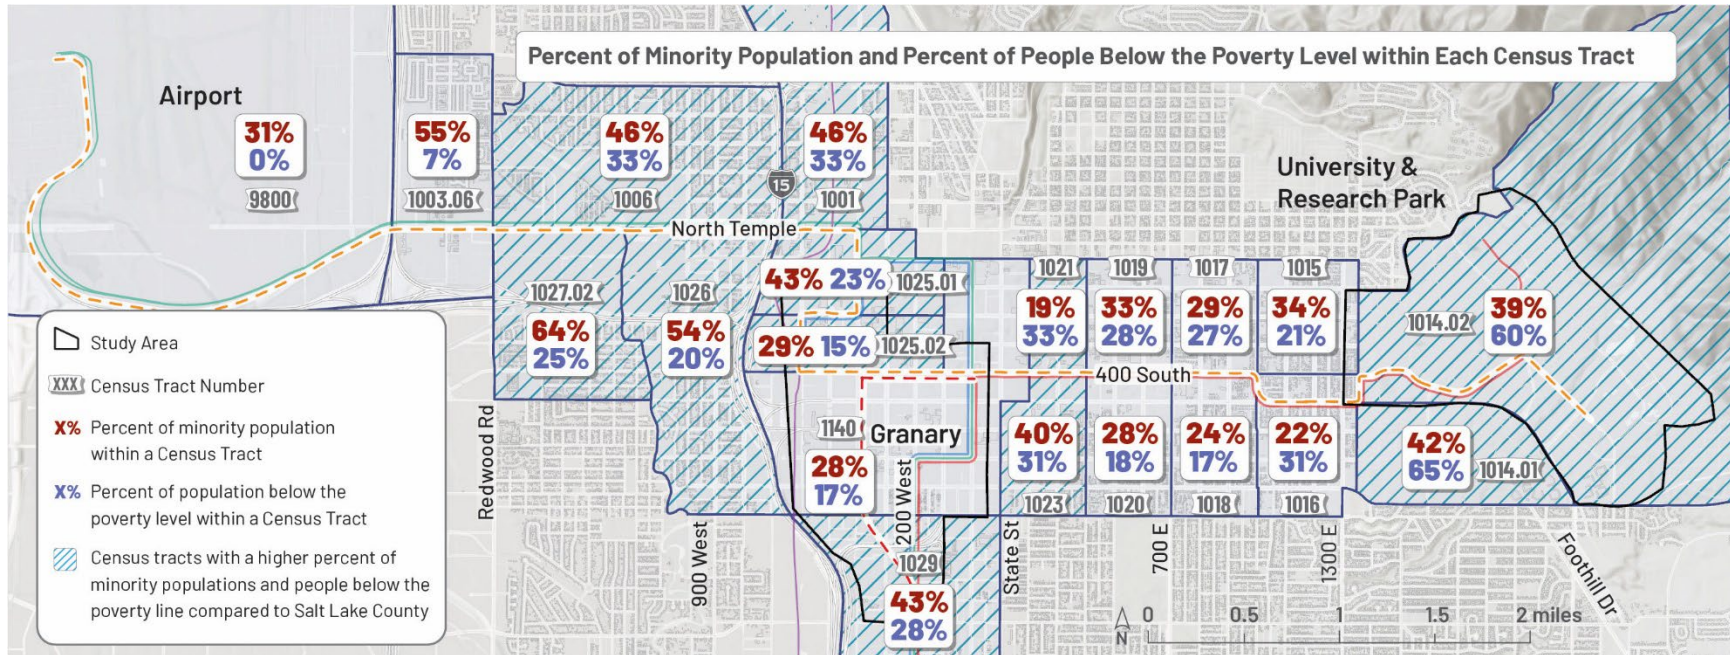 Percent of Minority Population and Percent of People Below the Poverty Level within Each Census Tract
Airport
31%
0%
9800
55%
7%
1003.06
46%
33%
1006
15
46%
33%
1001
University &
Research Park
North Temple
43% 23%
1025.01
1027.02
64%
25%
1026
54%
20%
29% 15%
1025.02
1021
19%
33%
1019
33%
28%
1017
29%
27%
1015
34%
21%
1014.02
39%
60%
400 South
1140
Granary
28%
17%
200 West
40%
31%
1023
28%
18%
1020
24%
17%
1018
22%
31%
1016
42%
65%
1014.01
1029
43%
28%
Redwood Rd
900 West
State St
700 E
1300 E
Foothill Dr
Study Area
XXX Census Tract Number
X% Percent of minority population
within a Census Tract
X% Percent of population below the
poverty level within a Census Tract
Census tracts with a higher percent of
minority populations and people below the
poverty line compared to Salt Lake County
N
0 0.5 1 1.5 2 miles